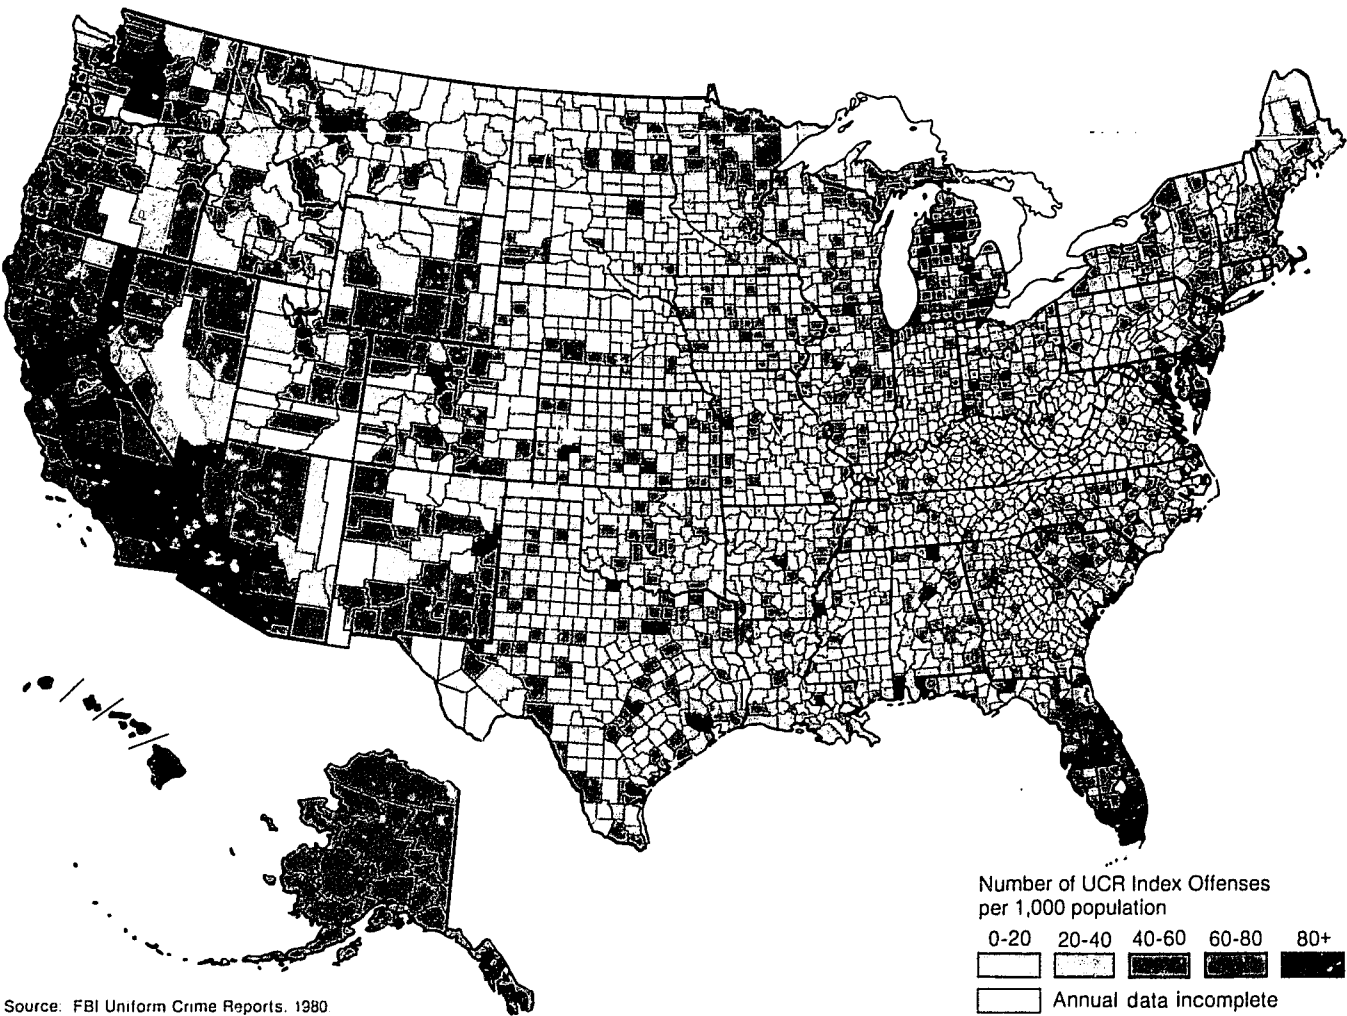 Number of UCR Index Offenses
per 1,000 population
0-20 20-40 40-60 60-80 80+
Annual data incomplete
Source: FBI Uniform Crime Reports. 1980